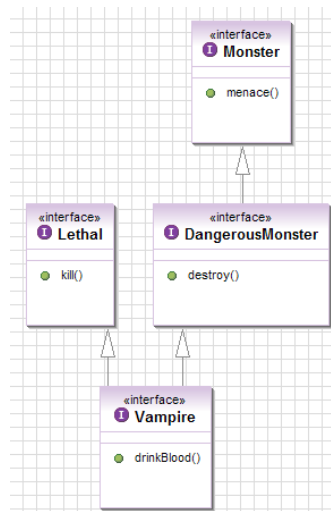 «interface»
I Monster
menace()
«interface»
I Lethal
kill()
«interface»
I DangerousMonster
destroy()
«interface»
I Vampire
drinkBlood()